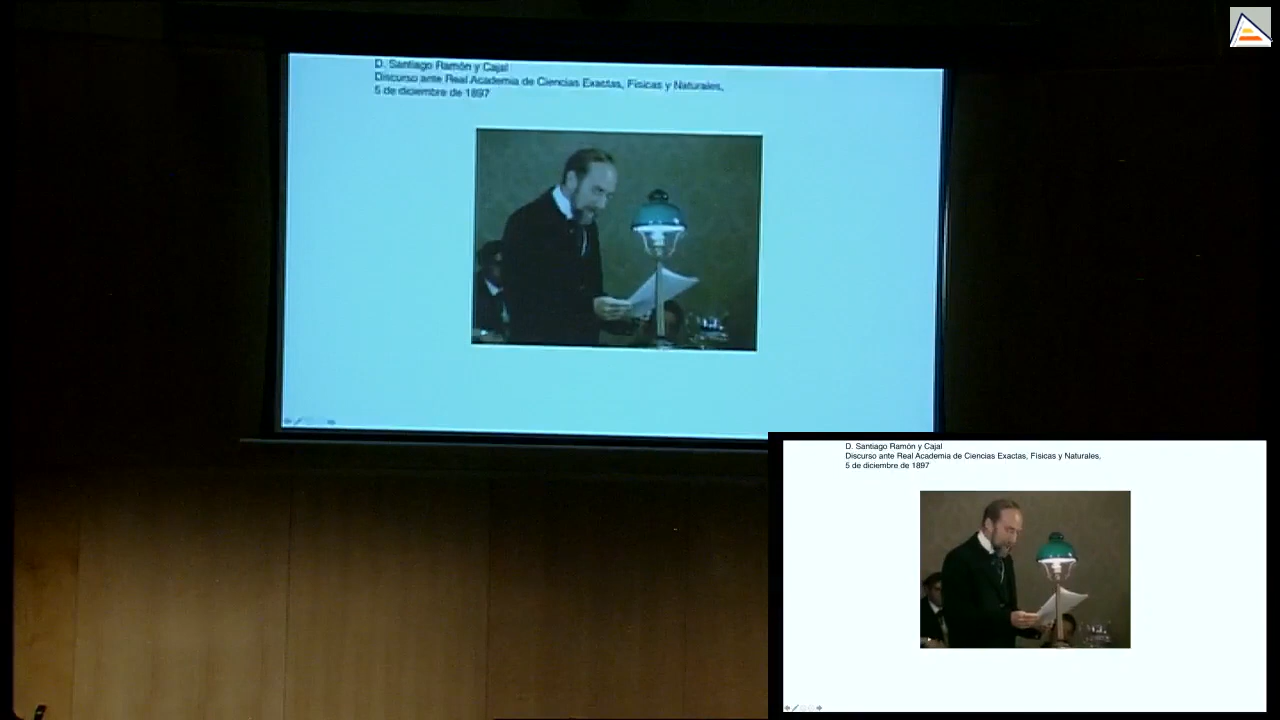 D. Santiago Ramón y Cajal
Discurso ante Real Academia de Ciencias Exactas, Físicas y Naturales,
5 de diciembre de 1897
D. Santiago Ramón y Cajal
Discurso ante Real Academia de Ciencias Exactas, Físicas y Naturales,
5 de diciembre de 1897